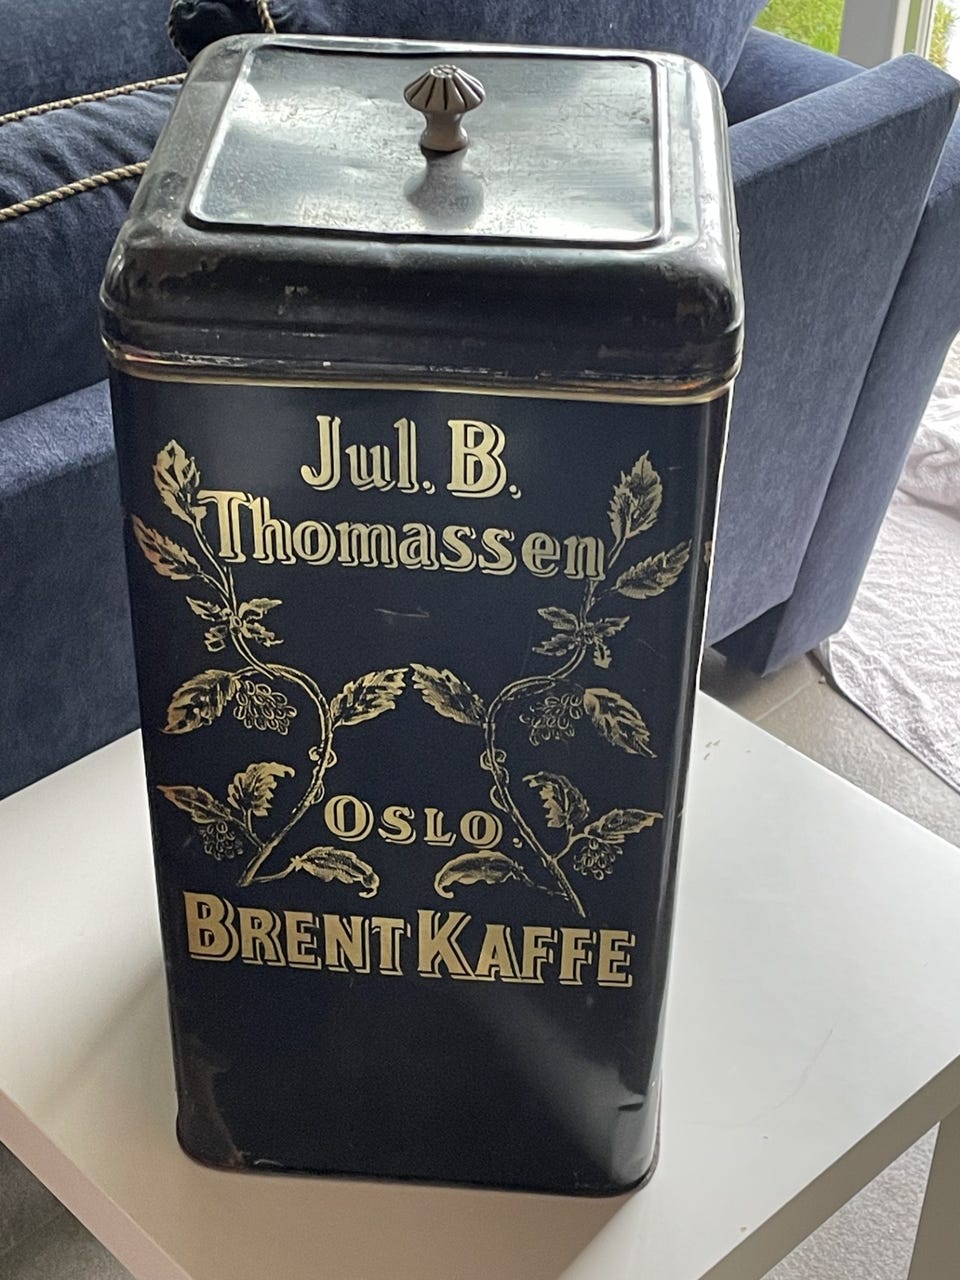 Jul. B.
Thomassen
OSLO.
BRENT KAFFE